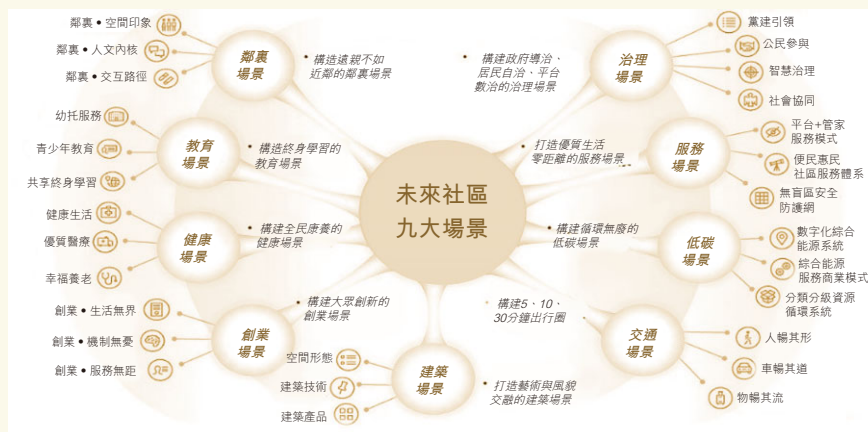 未來社區
九大場景
鄰裏
場景
• 構造遠親不如
近鄰的鄰裏場景
鄰裏•空間印象
鄰裏•人文內核
鄰裏•交互路徑
教育
場景
• 構造終身學習的
教育場景
幼托服務
青少年教育
共享終身學習
健康
場景
• 構建全民康養的
健康場景
健康生活
優質醫療
幸福養老
創業
場景
• 構建大眾創新的
創業場景
創業•生活無界
創業•機制無憂
創業•服務無距
建築
場景
• 打造藝術與風貌
交融的建築場景
空間形態
建築技術
建築產品
交通
場景
• 構建5、10、
30分鐘出行圈
人暢其形
車暢其道
物暢其流
低碳
場景
• 構建循環無廢的
低碳場景
數字化綜合
能源系統
綜合能源
服務商業模式
分類分級資源
循環系統
服務
場景
• 打造優質生活
零距離的服務場景
平台+管家
服務模式
便民惠民
社區服務體系
無盲區安全
防護網
治理
場景
• 構建政府導治、
居民自治、平台
數治的治理場景
黨建引領
公民參與
智慧治理
社會協同